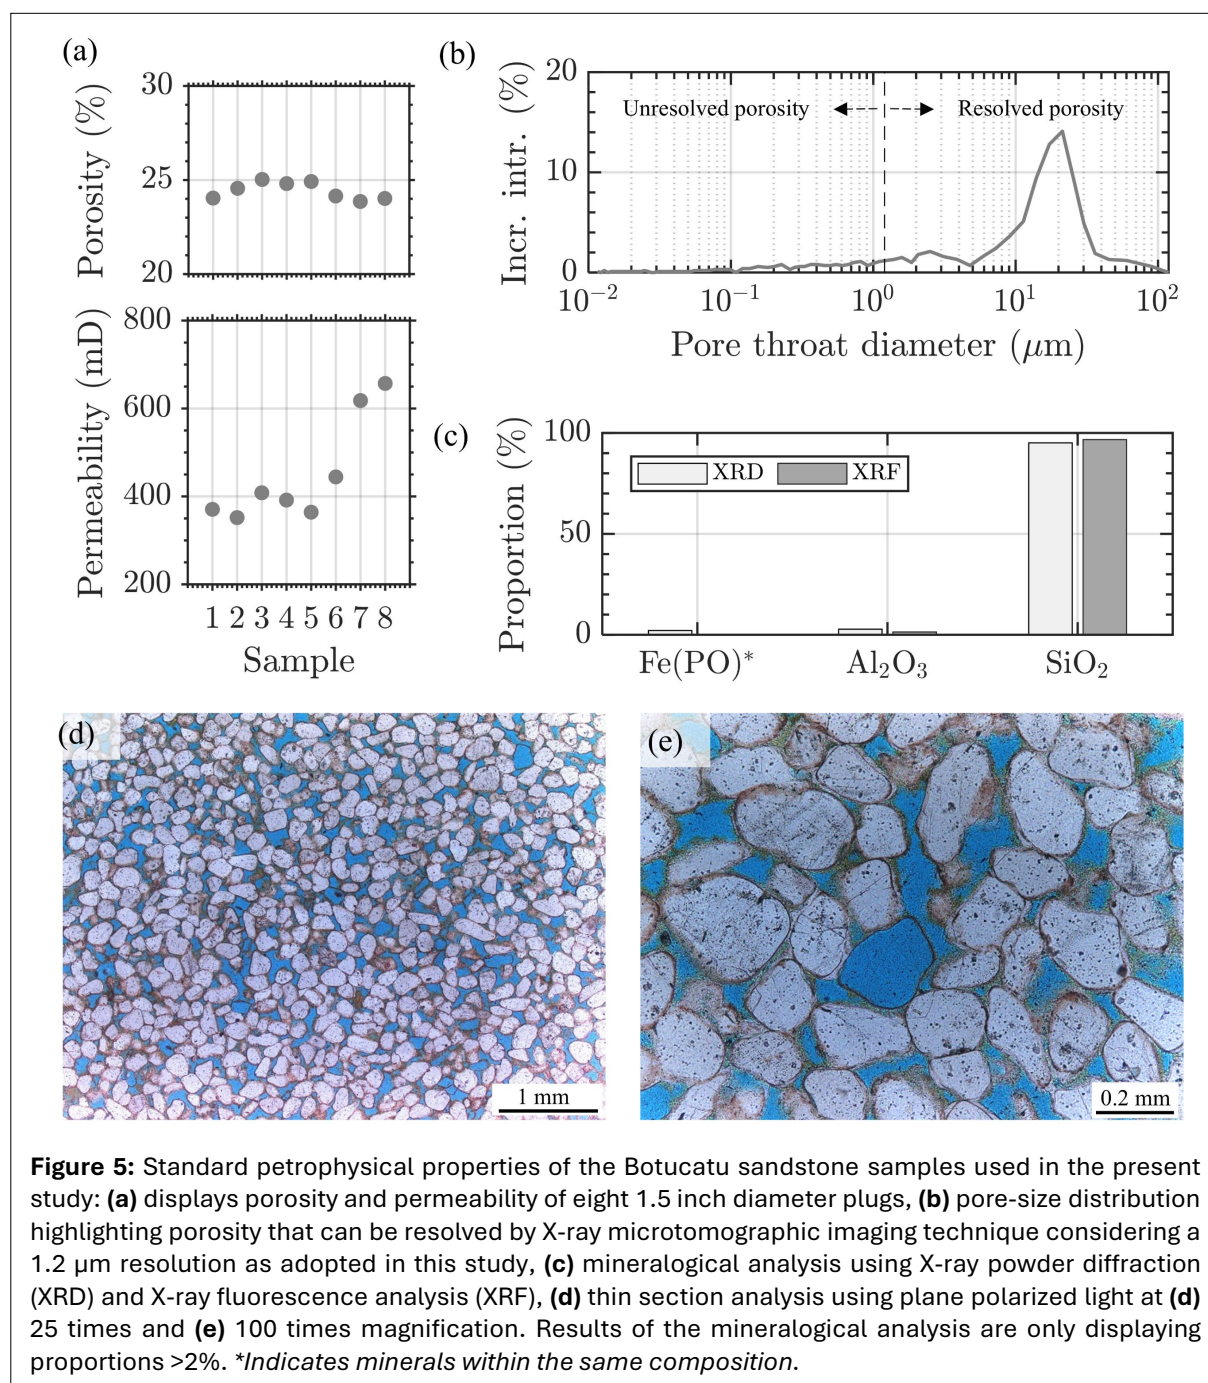 (a)
30
25
20
Porosity (%)
800
600
400
200
Permeability (mD)
1 2 3 4 5 6 7 8
Sample
(b)
20
10
0
Incr. intr. (%)
Unresolved porosity
Resolved porosity
10⁻² 10⁻¹ 10⁰ 10¹ 10²
Pore throat diameter (μm)
(c)
100
50
0
Proportion (%)
XRD XRF
Fe(PO)* Al₂O₃ SiO₂
(d)
1 mm
(e)
0.2 mm
Figure 5: Standard petrophysical properties of the Botucatu sandstone samples used in the present
study: (a) displays porosity and permeability of eight 1.5 inch diameter plugs, (b) pore-size distribution
highlighting porosity that can be resolved by X-ray microtomographic imaging technique considering a
1.2 µm resolution as adopted in this study, (c) mineralogical analysis using X-ray powder diffraction
(XRD) and X-ray fluorescence analysis (XRF), (d) thin section analysis using plane polarized light at (d)
25 times and (e) 100 times magnification. Results of the mineralogical analysis are only displaying
proportions >2%. *Indicates minerals within the same composition.